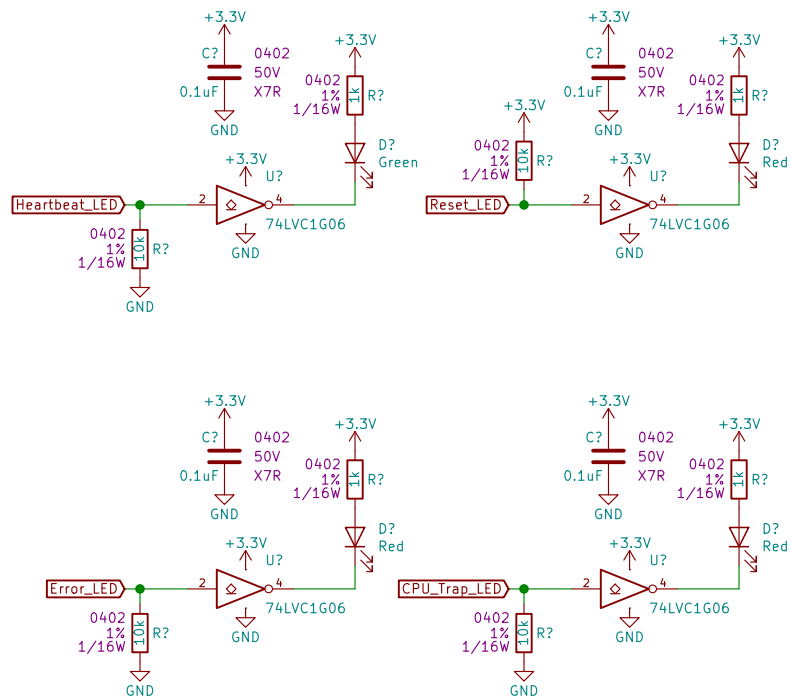 +3.3V
C?
0402
50V
X7R
0.1uF
GND
+3.3V
0402
1%
1/16W
1k
R?
D?
Green
+3.3V
U?
Heartbeat_LED
2
4
74LVC1G06
GND
0402
1%
1/16W
10k
R?
GND
+3.3V
C?
0402
50V
X7R
0.1uF
GND
+3.3V
0402
1%
1/16W
1k
R?
D?
Red
+3.3V
0402
1%
1/16W
10k
R?
+3.3V
U?
Reset_LED
2
4
74LVC1G06
GND
+3.3V
C?
0402
50V
X7R
0.1uF
GND
+3.3V
0402
1%
1/16W
1k
R?
D?
Red
+3.3V
U?
Error_LED
2
4
74LVC1G06
GND
0402
1%
1/16W
10k
R?
GND
+3.3V
C?
0402
50V
X7R
0.1uF
GND
+3.3V
0402
1%
1/16W
1k
R?
D?
Red
+3.3V
U?
CPU_Trap_LED
2
4
74LVC1G06
GND
0402
1%
1/16W
10k
R?
GND